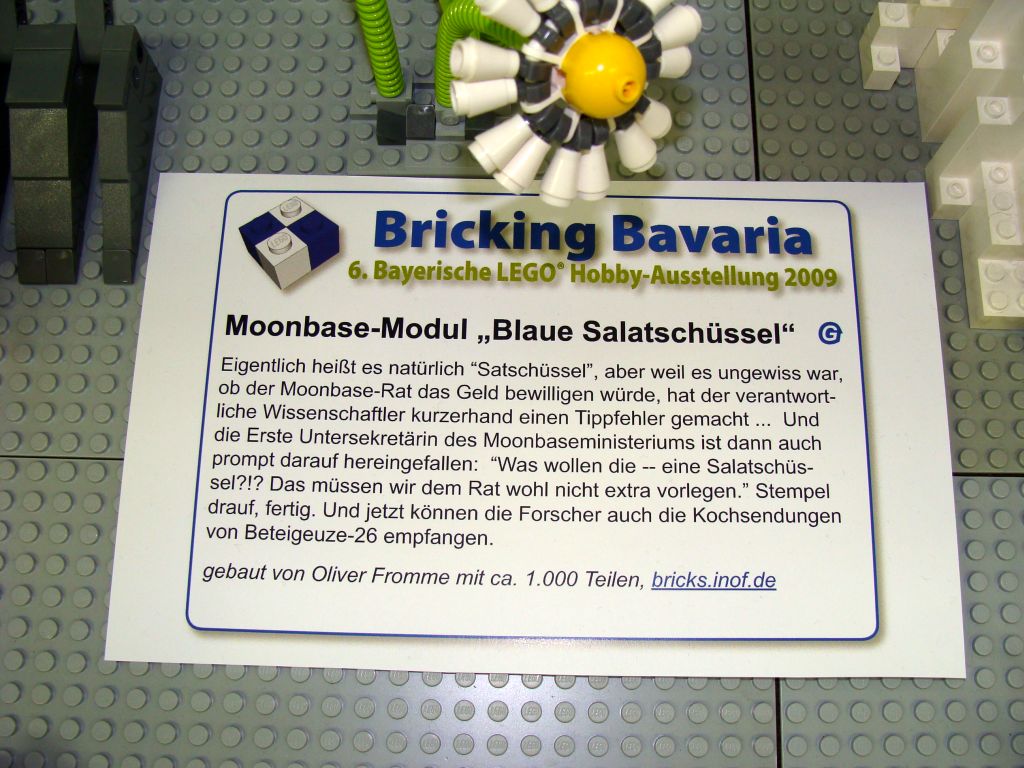 Bricking Bavaria
6. Bayerische LEGO® Hobby-Ausstellung 2009
Moonbase-Modul „Blaue Salatschüssel“ G
Eigentlich heißt es natürlich “Satschüssel”, aber weil es ungewiss war,
ob der Moonbase-Rat das Geld bewilligen würde, hat der verantwort-
liche Wissenschaftler kurzerhand einen Tippfehler gemacht ... Und
die Erste Untersekretärin des Moonbaseministeriums ist dann auch
prompt darauf hereingefallen: “Was wollen die -- eine Salatschüs-
sel?!? Das müssen wir dem Rat wohl nicht extra vorlegen.” Stempel
drauf, fertig. Und jetzt können die Forscher auch die Kochsendungen
von Beteigeuze-26 empfangen.
gebaut von Oliver Fromme mit ca. 1.000 Teilen, bricks.inof.de